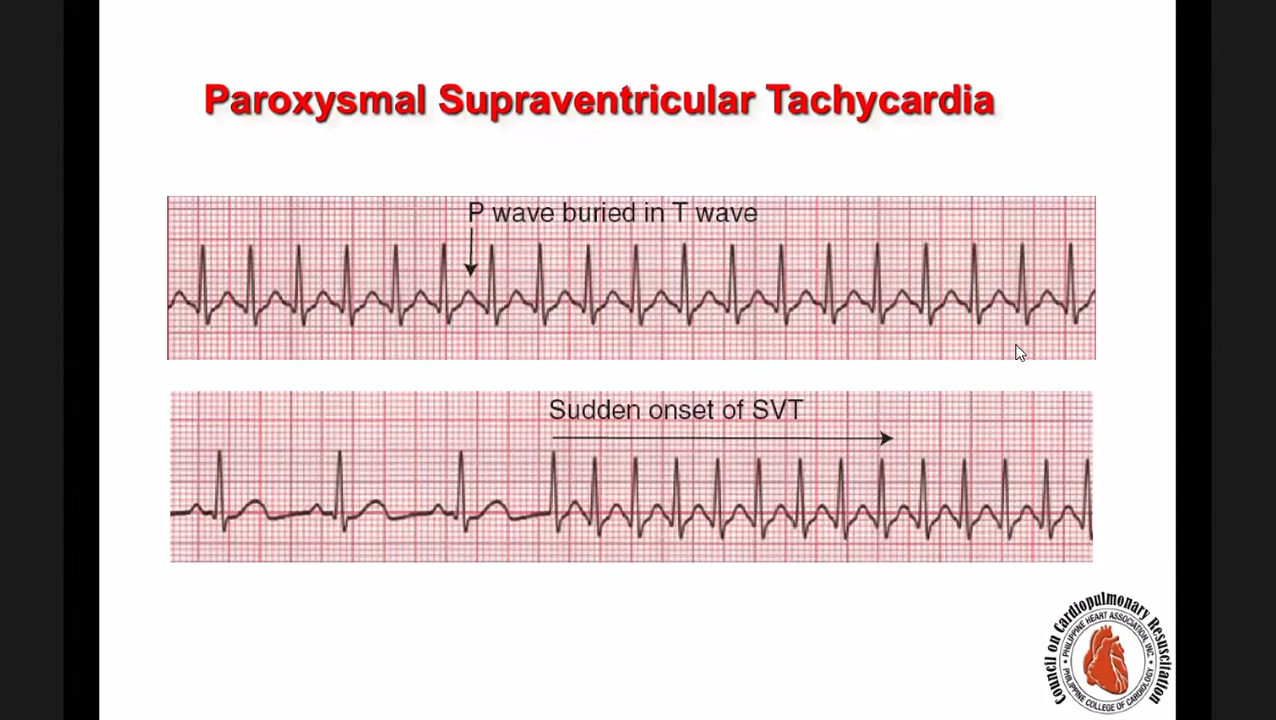 Paroxysmal Supraventricular Tachycardia
P wave buried in T wave
Sudden onset of SVT
Council on Cardiopulmonary Resuscitation
PHILIPPINE HEART ASSOCIATION, INC.
PHILIPPINE COLLEGE OF CARDIOLOGY